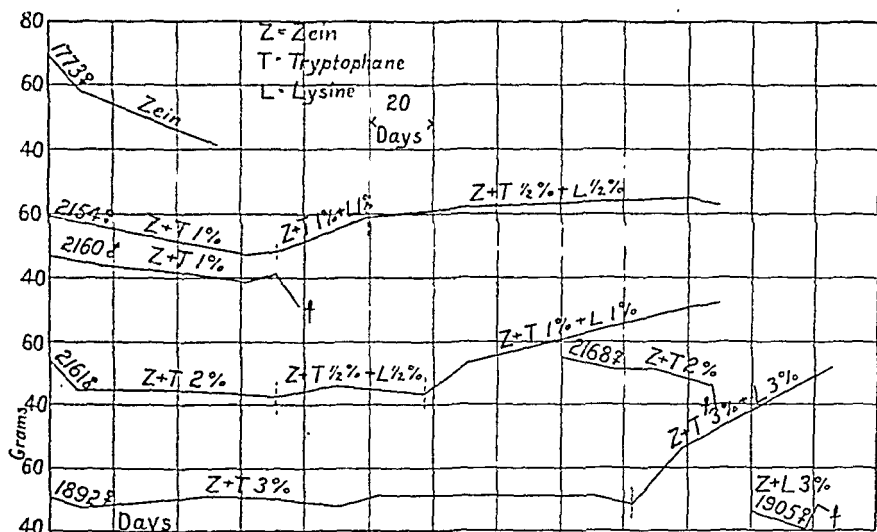 80
Z = Zein
T - Tryptophane
L - Lysine
1773♀
60
Zein
20
Days
40
Z+T ½% + L ½%
60
2154
Z+T 1%
Z+T 1% + L 1%
2160
Z+T 1%
40
†
60
Z+T 1% + L 1%
2161
Z+T 2%
Z+T ½% + L ½%
2168♀
Z+T 2%
40
Grams
†
Z+T 3% + L 3%
60
1892♀
Z+T 3%
Z+L 3%
1905♀
†
40
Days